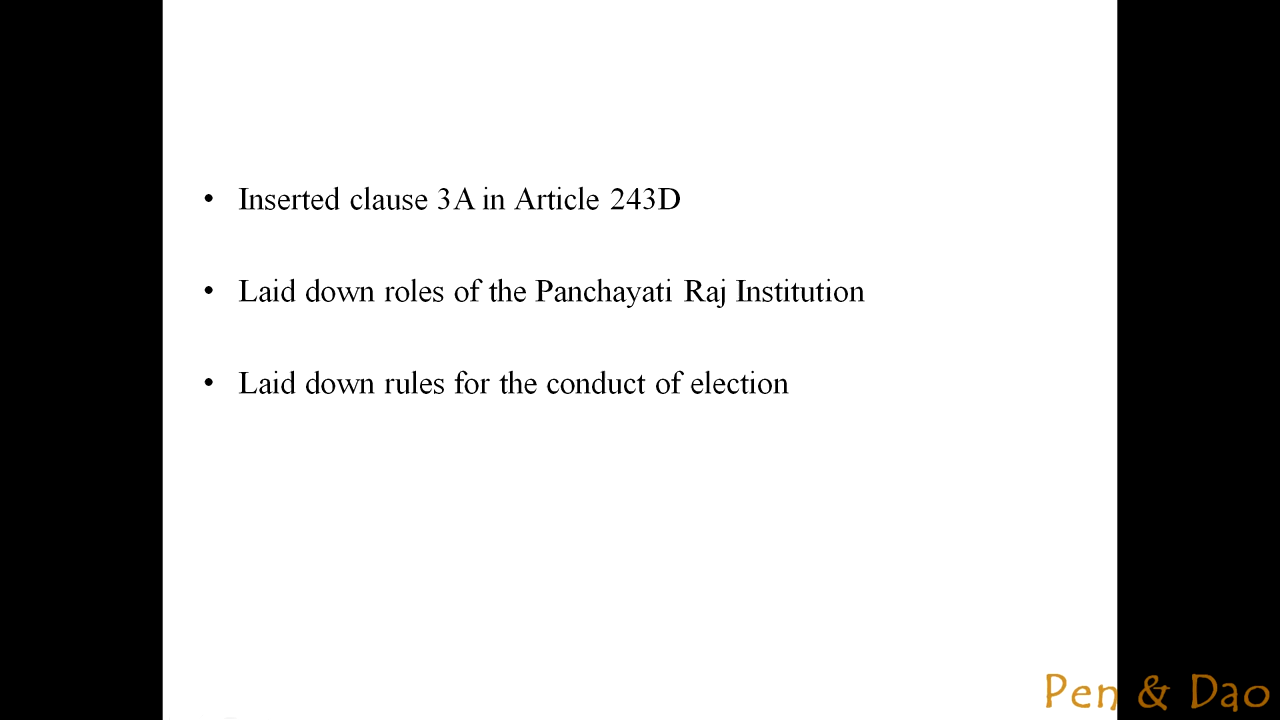 • Inserted clause 3A in Article 243D
• Laid down roles of the Panchayati Raj Institution
• Laid down rules for the conduct of election
Pen & Dao